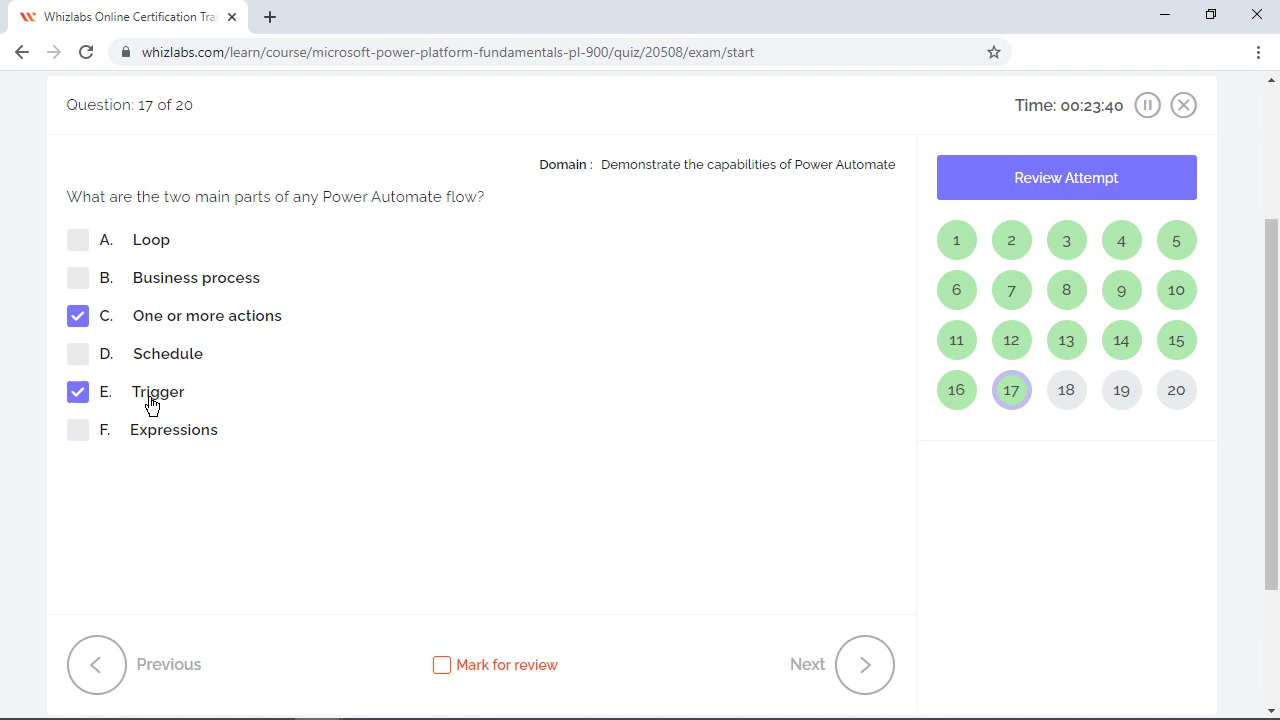 Whizlabs Online Certification Trai
whizlabs.com/learn/course/microsoft-power-platform-fundamentals-pl-900/quiz/20508/exam/start
Question: 17 of 20
Time: 00:23:40
Domain : Demonstrate the capabilities of Power Automate
What are the two main parts of any Power Automate flow?
A. Loop
B. Business process
C. One or more actions
D. Schedule
E. Trigger
F. Expressions
Review Attempt
1 2 3 4 5
6 7 8 9 10
11 12 13 14 15
16 17 18 19 20
Previous
Mark for review
Next